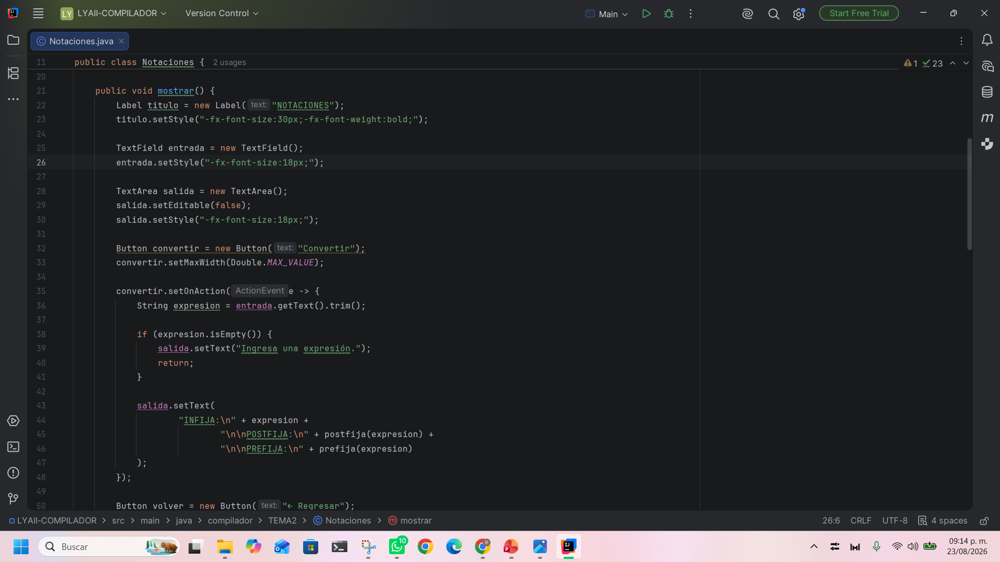 LY LYAII-COMPILADOR Version Control Main Start Free Trial
Notaciones.java
11 public class Notaciones { 2 usages 1 23
20
21 public void mostrar() {
22 Label titulo = new Label( text: "NOTACIONES");
23 titulo.setStyle("-fx-font-size:30px;-fx-font-weight:bold;");
24
25 TextField entrada = new TextField();
26 entrada.setStyle("-fx-font-size:18px;");
27
28 TextArea salida = new TextArea();
29 salida.setEditable(false);
30 salida.setStyle("-fx-font-size:18px;");
31
32 Button convertir = new Button( text: "Convertir");
33 convertir.setMaxWidth(Double.MAX_VALUE);
34
35 convertir.setOnAction( ActionEvent e -> {
36 String expresion = entrada.getText().trim();
37
38 if (expresion.isEmpty()) {
39 salida.setText("Ingresa una expresión.");
40 return;
41 }
42
43 salida.setText(
44 "INFIJA:\n" + expresion +
45 "\n\nPOSTFIJA:\n" + postfija(expresion) +
46 "\n\nPREFIJA:\n" + prefija(expresion)
47 );
48 });
49
50 Button volver = new Button( text: "← Regresar");
LYAII-COMPILADOR > src > main > java > compilador > TEMA2 > Notaciones > mostrar 26:6 CRLF UTF-8 4 spaces
Buscar 10 09:14 p. m.
23/08/2026